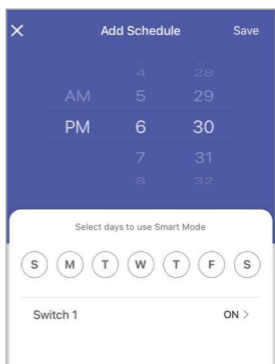 × Add Schedule Save
4 28
AM 5 29
PM 6 30
7 31
8 32
Select days to use Smart Mode
S M T W T F S
Switch 1 ON >